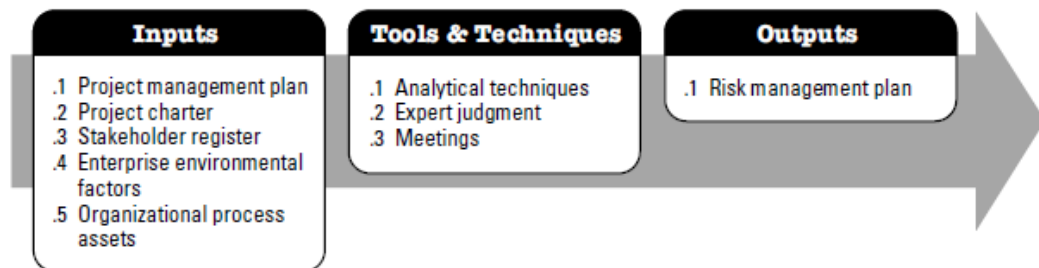 Inputs
.1 Project management plan
.2 Project charter
.3 Stakeholder register
.4 Enterprise environmental
factors
.5 Organizational process
assets
Tools & Techniques
.1 Analytical techniques
.2 Expert judgment
.3 Meetings
Outputs
.1 Risk management plan